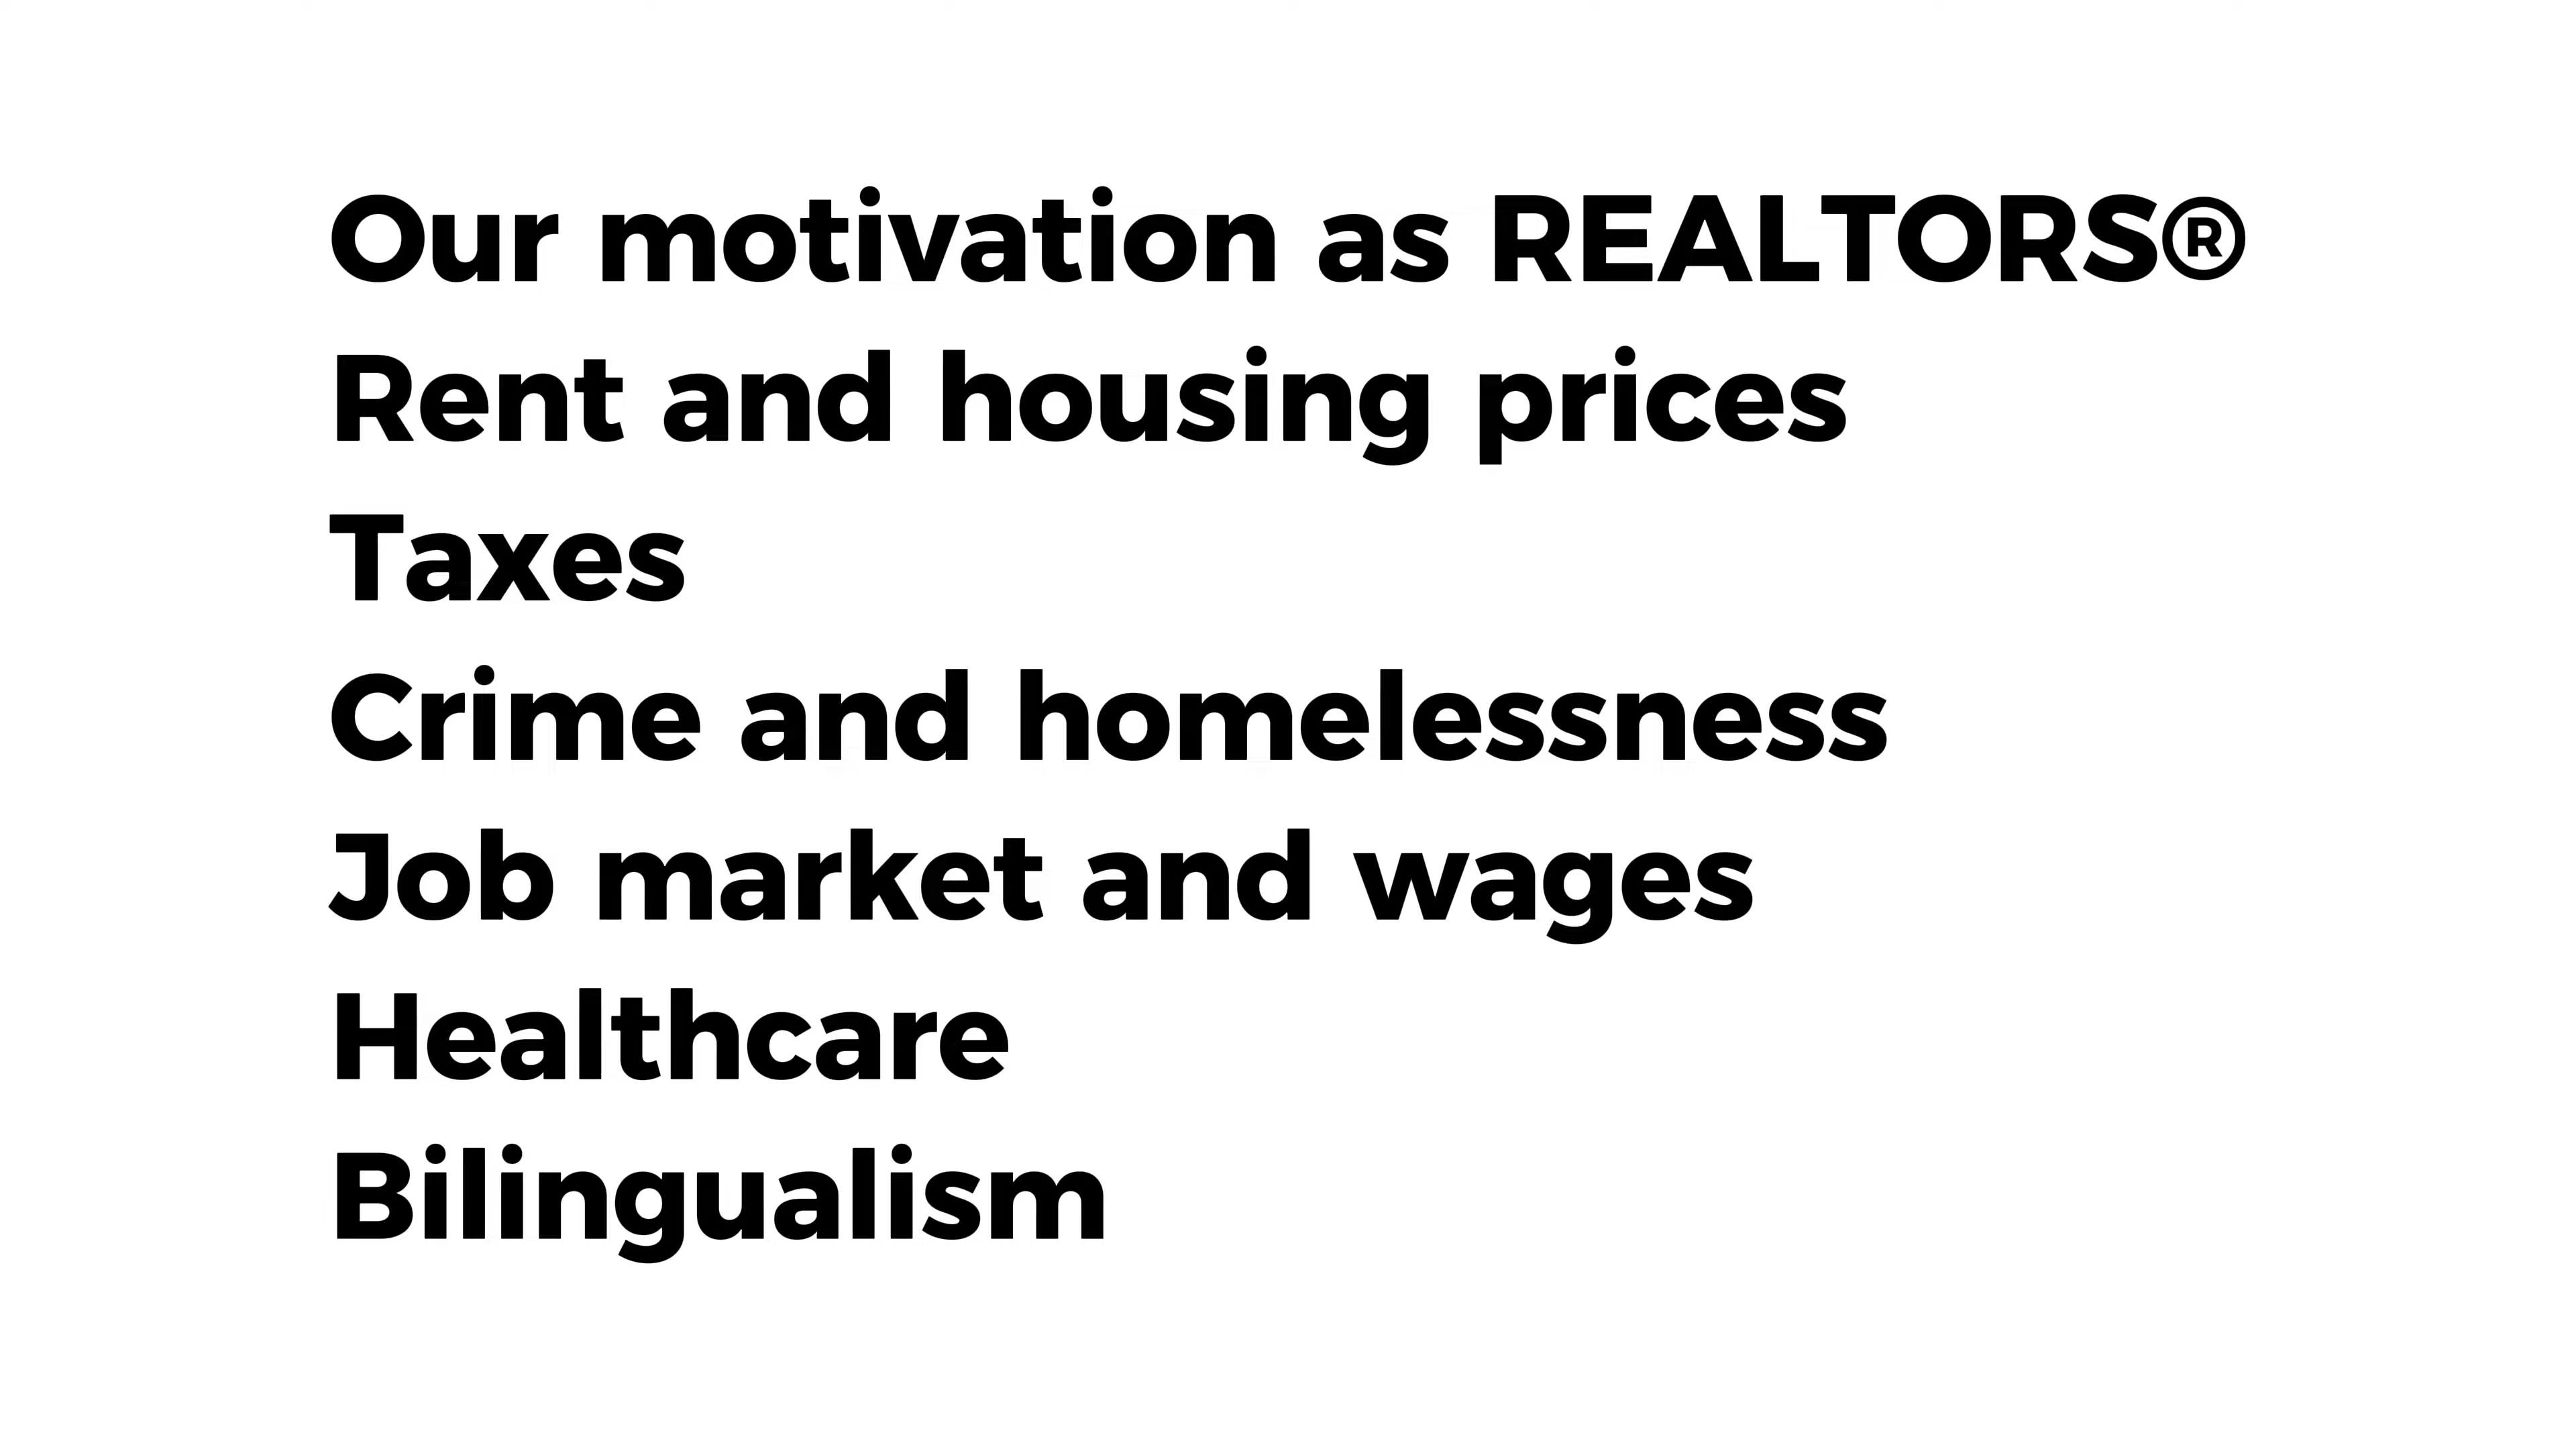 Our motivation as REALTORS®
Rent and housing prices
Taxes
Crime and homelessness
Job market and wages
Healthcare
Bilingualism